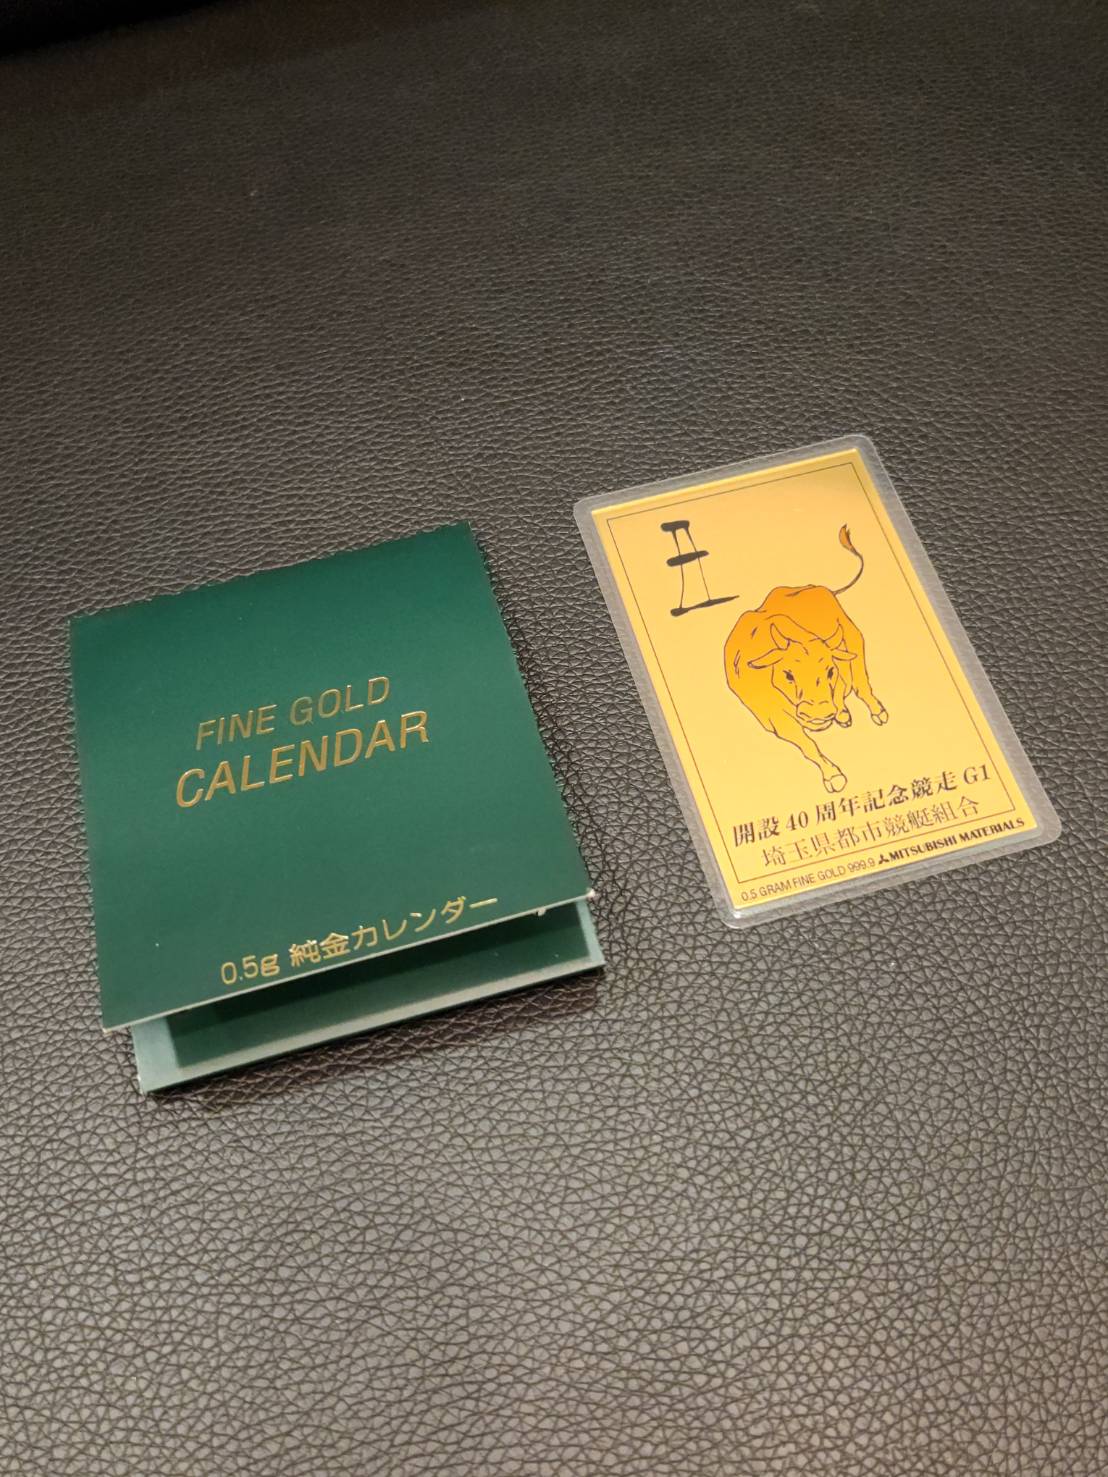 FINE GOLD
CALENDAR
0.5g 純金カレンダー
丑
開設40周年記念競走G1
埼玉県都市競艇組合
0.5 GRAM FINE GOLD 999.9 MITSUBISHI MATERIALS